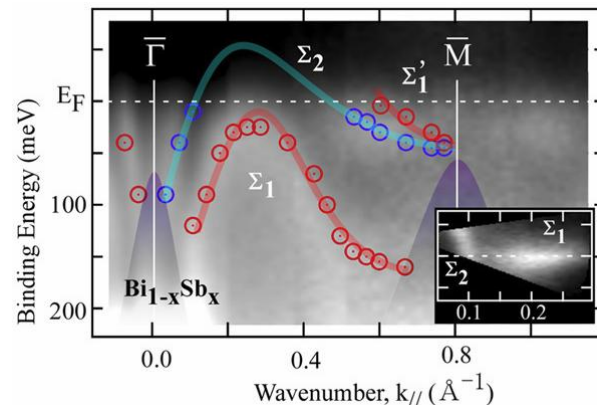 Γ̅
M̅
Σ₂
Σ₁'
E_F
Binding Energy (meV)
100
200
Σ₁
Bi₁₋ₓSbₓ
Σ₁
Σ₂
0.1
0.2
0.0
0.4
0.8
Wavenumber, k// (Å⁻¹)